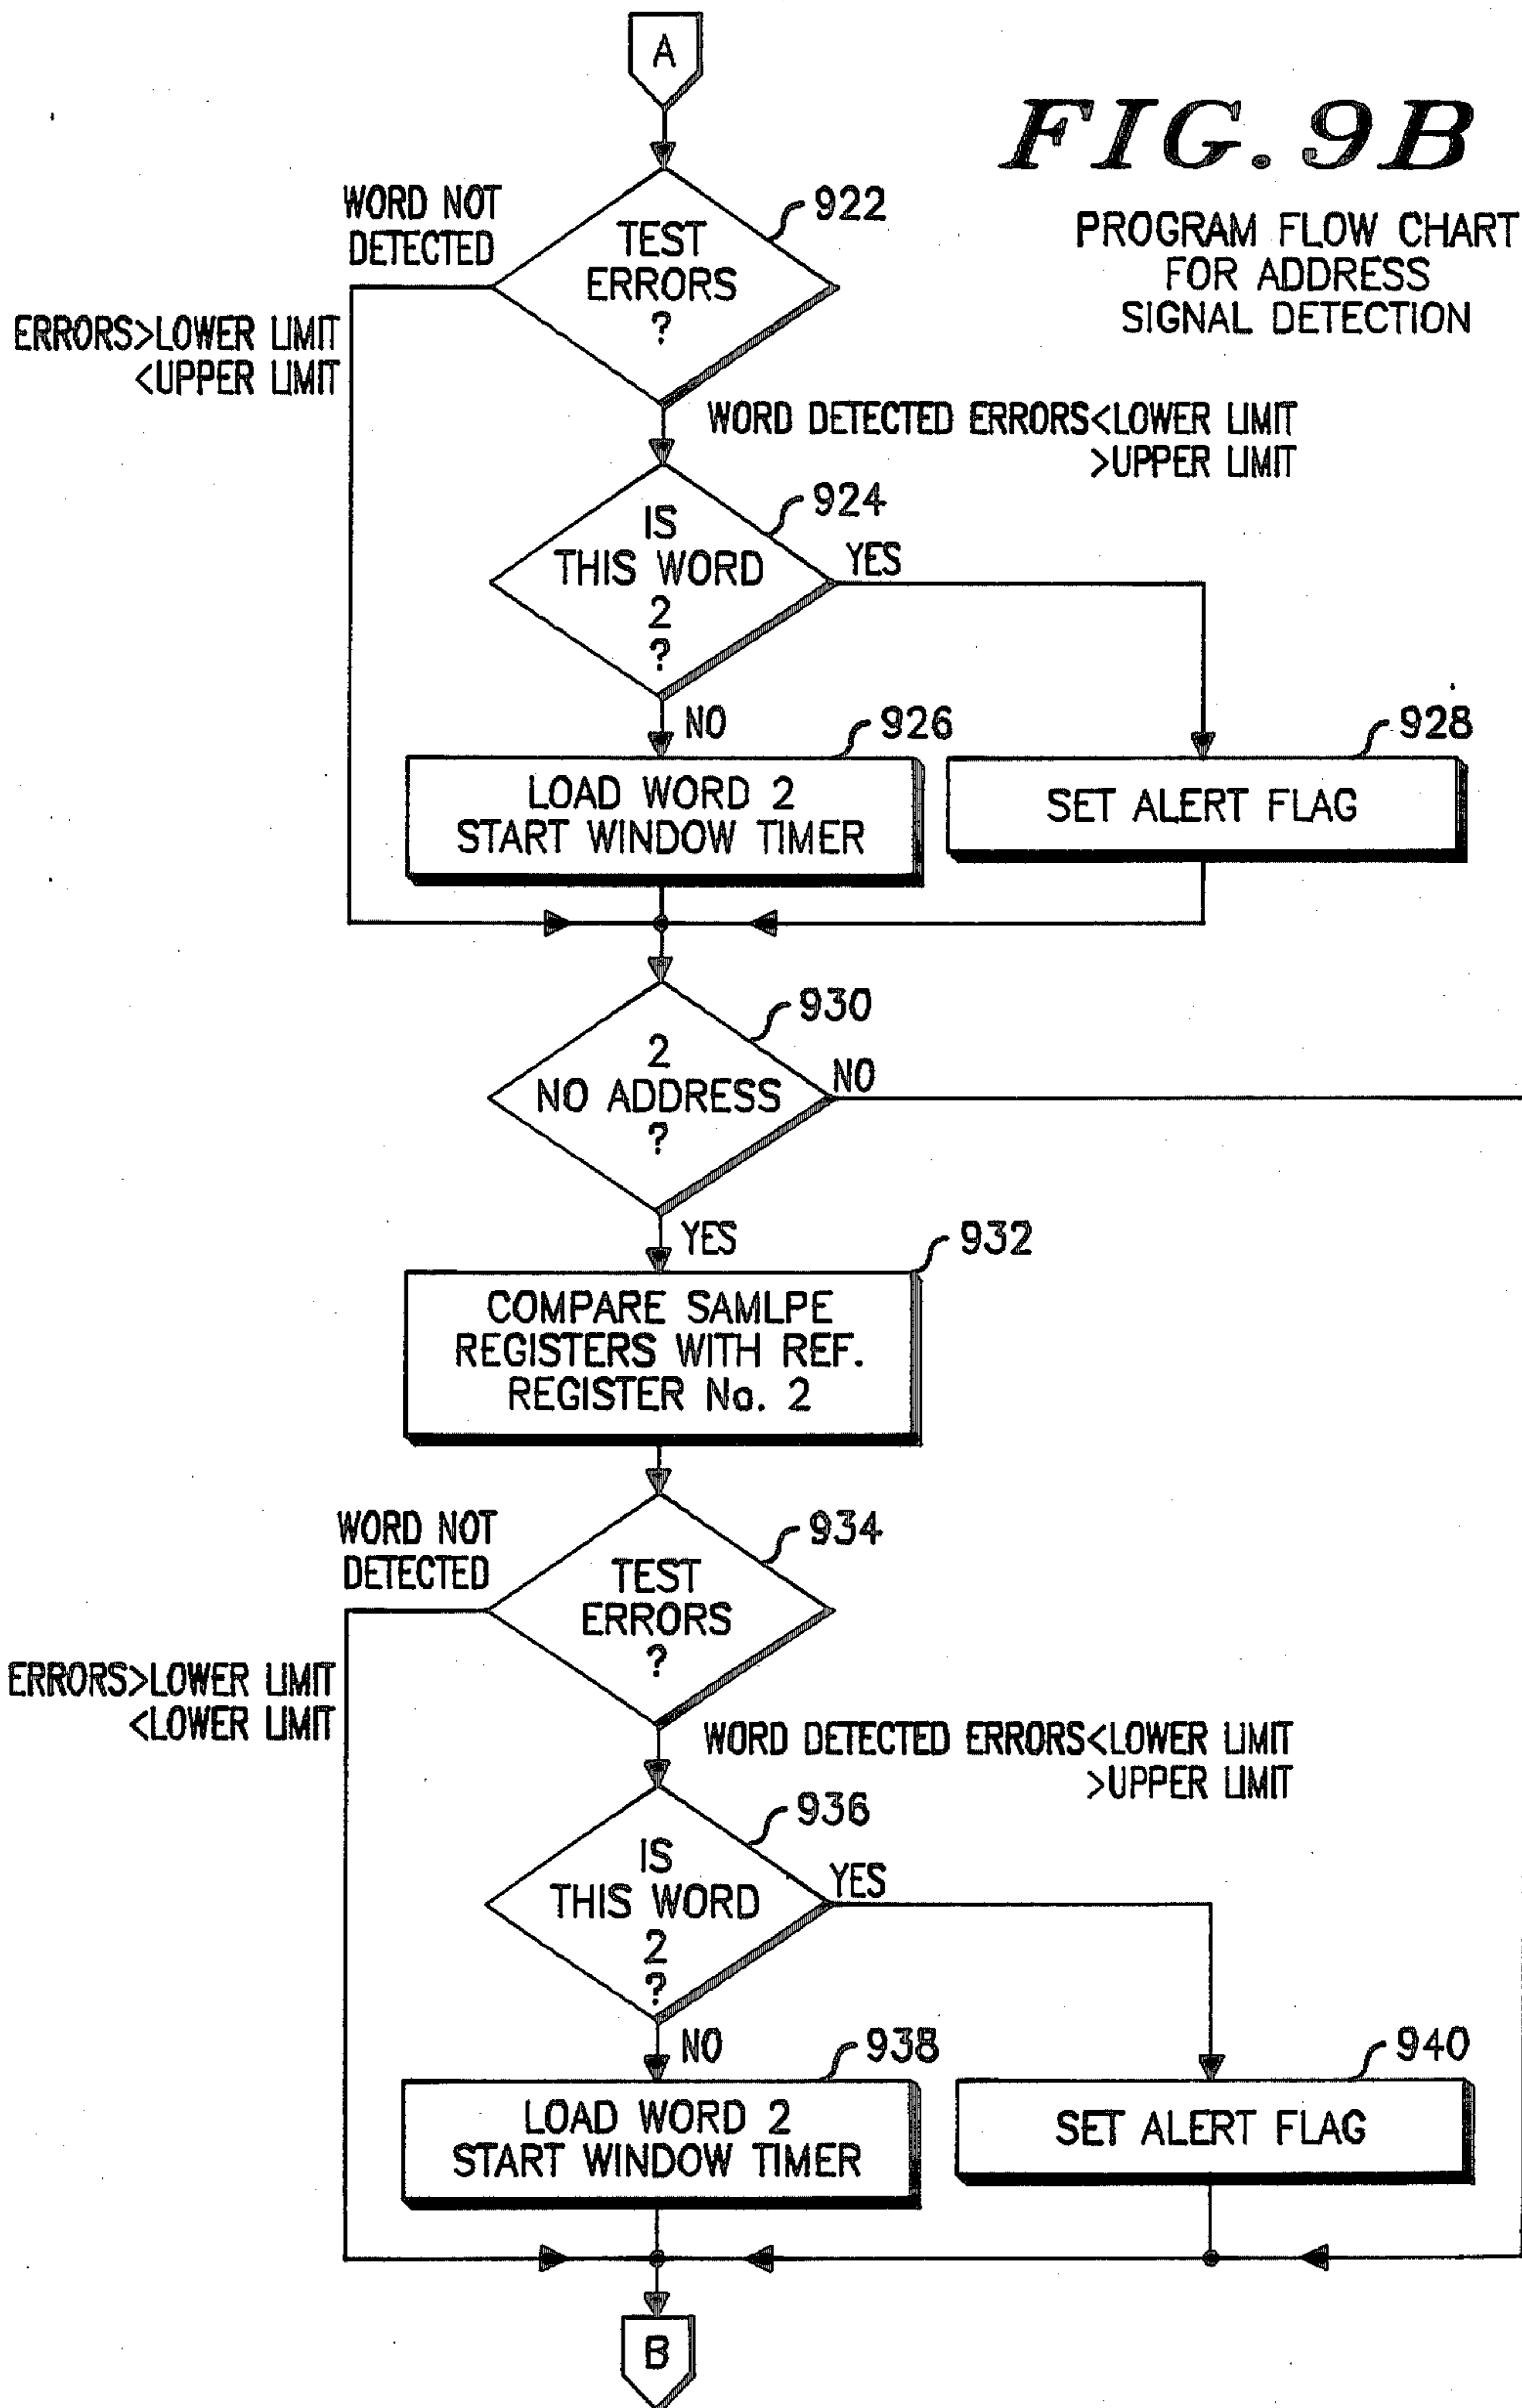 A
FIG. 9B
PROGRAM FLOW CHART
FOR ADDRESS
SIGNAL DETECTION
WORD NOT
DETECTED
922
TEST
ERRORS
?
ERRORS>LOWER LIMIT
<UPPER LIMIT
WORD DETECTED ERRORS<LOWER LIMIT
>UPPER LIMIT
924
IS
THIS WORD
2
?
YES
NO
926
LOAD WORD 2
START WINDOW TIMER
928
SET ALERT FLAG
930
2
NO ADDRESS
?
NO
YES
932
COMPARE SAMLPE
REGISTERS WITH REF.
REGISTER No. 2
WORD NOT
DETECTED
934
TEST
ERRORS
?
ERRORS>LOWER LIMIT
<LOWER LIMIT
WORD DETECTED ERRORS<LOWER LIMIT
>UPPER LIMIT
936
IS
THIS WORD
2
?
YES
NO
938
LOAD WORD 2
START WINDOW TIMER
940
SET ALERT FLAG
B